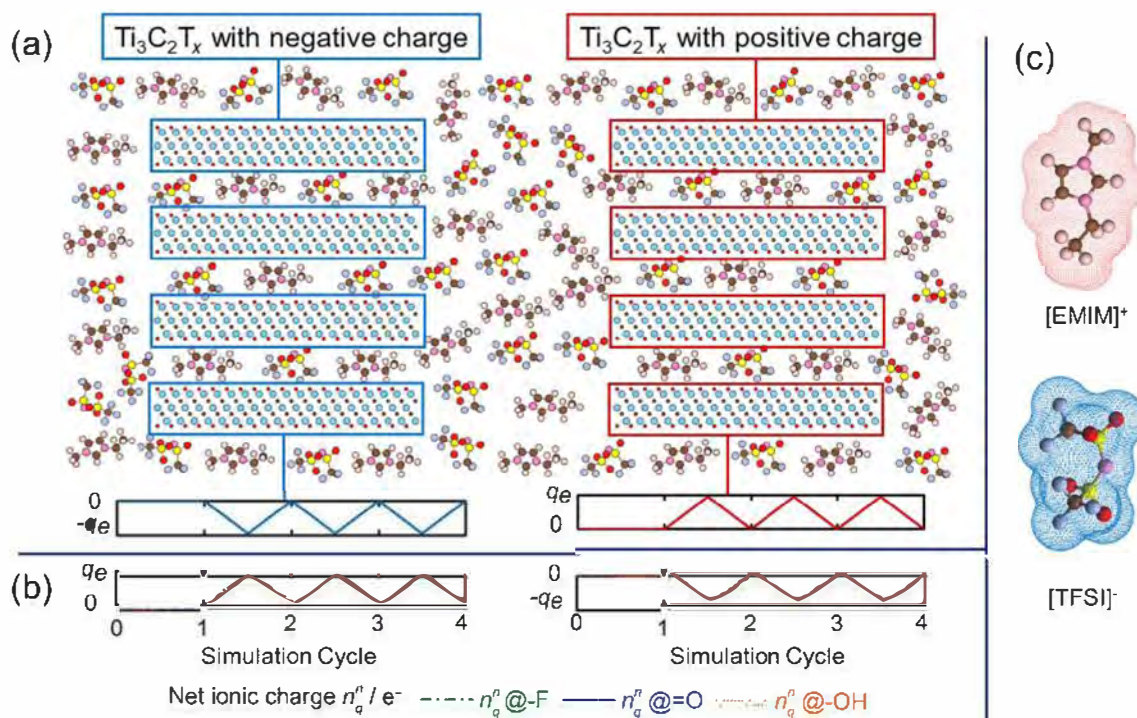 (a)
Ti₃C₂Tₓ with negative charge
Ti₃C₂Tₓ with positive charge
(c)
[EMIM]⁺
0
-qe
qe
0
(b)
qe
0
0
-qe
[TFSI]⁻
0 1 2 3 4
0 1 2 3 4
Simulation Cycle
Simulation Cycle
Net ionic charge nqⁿ / e⁻ nqⁿ @-F nqⁿ @=O nqⁿ @-OH